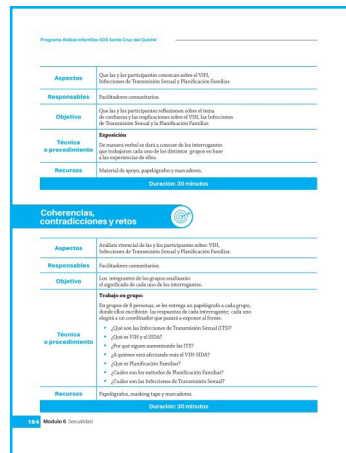 Programa Aldeas Infantiles SOS Santa Cruz del Quiché
Aspectos
Que las y los participantes conozcan sobre el VIH,
Infecciones de Transmisión Sexual y Planificación Familiar.
Responsables
Facilitadores comunitarios.
Objetivo
Que las y los participantes reflexionen sobre el tema
de confianza y las implicaciones sobre el VIH, las Infecciones
de Transmisión Sexual y la Planificación Familiar.
Técnica
o procedimiento
Exposición
De manera verbal se dará a conocer de los interrogantes
que trabajaron cada uno de los distintos grupos en base
a las experiencias de ellos.
Recursos
Material de apoyo, papelógrafo y marcadores.
Duración: 30 minutos
Coherencias,
contradicciones y retos
Aspectos
Analisis vivencial de las y los participantes sobre: VIH,
Infecciones de Transmisión Sexual y Planificación Familiar.
Responsables
Facilitadores comunitarios.
Objetivo
Los integrantes de los grupos analizarán
el significado de cada uno de los interrogantes.
Técnica
o procedimiento
Trabajo en grupo:
En grupos de 8 personas, se les entrega un papelógrafo a cada grupo,
donde ellos escribirán las respuestas de cada interrogante; cada uno
elegirá a un coordinador que pasará a exponer al frente.
• ¿Qué son las Infecciones de Transmisión Sexual (ITS)?
• ¿Qué es VIH y el SIDA?
• ¿Por qué siguen aumentando las ITS?
• ¿A quiénes está afectando más el VIH-SIDA?
• ¿Qué es Planificación Familiar?
• ¿Cuáles son los métodos de Planificación Familiar?
• ¿Cuáles son las Infecciones de Transmisión Sexual?
Recursos
Papelógrafos, masking tape y marcadores.
Duración: 30 minutos
164 Módulo 6 Sexualidad